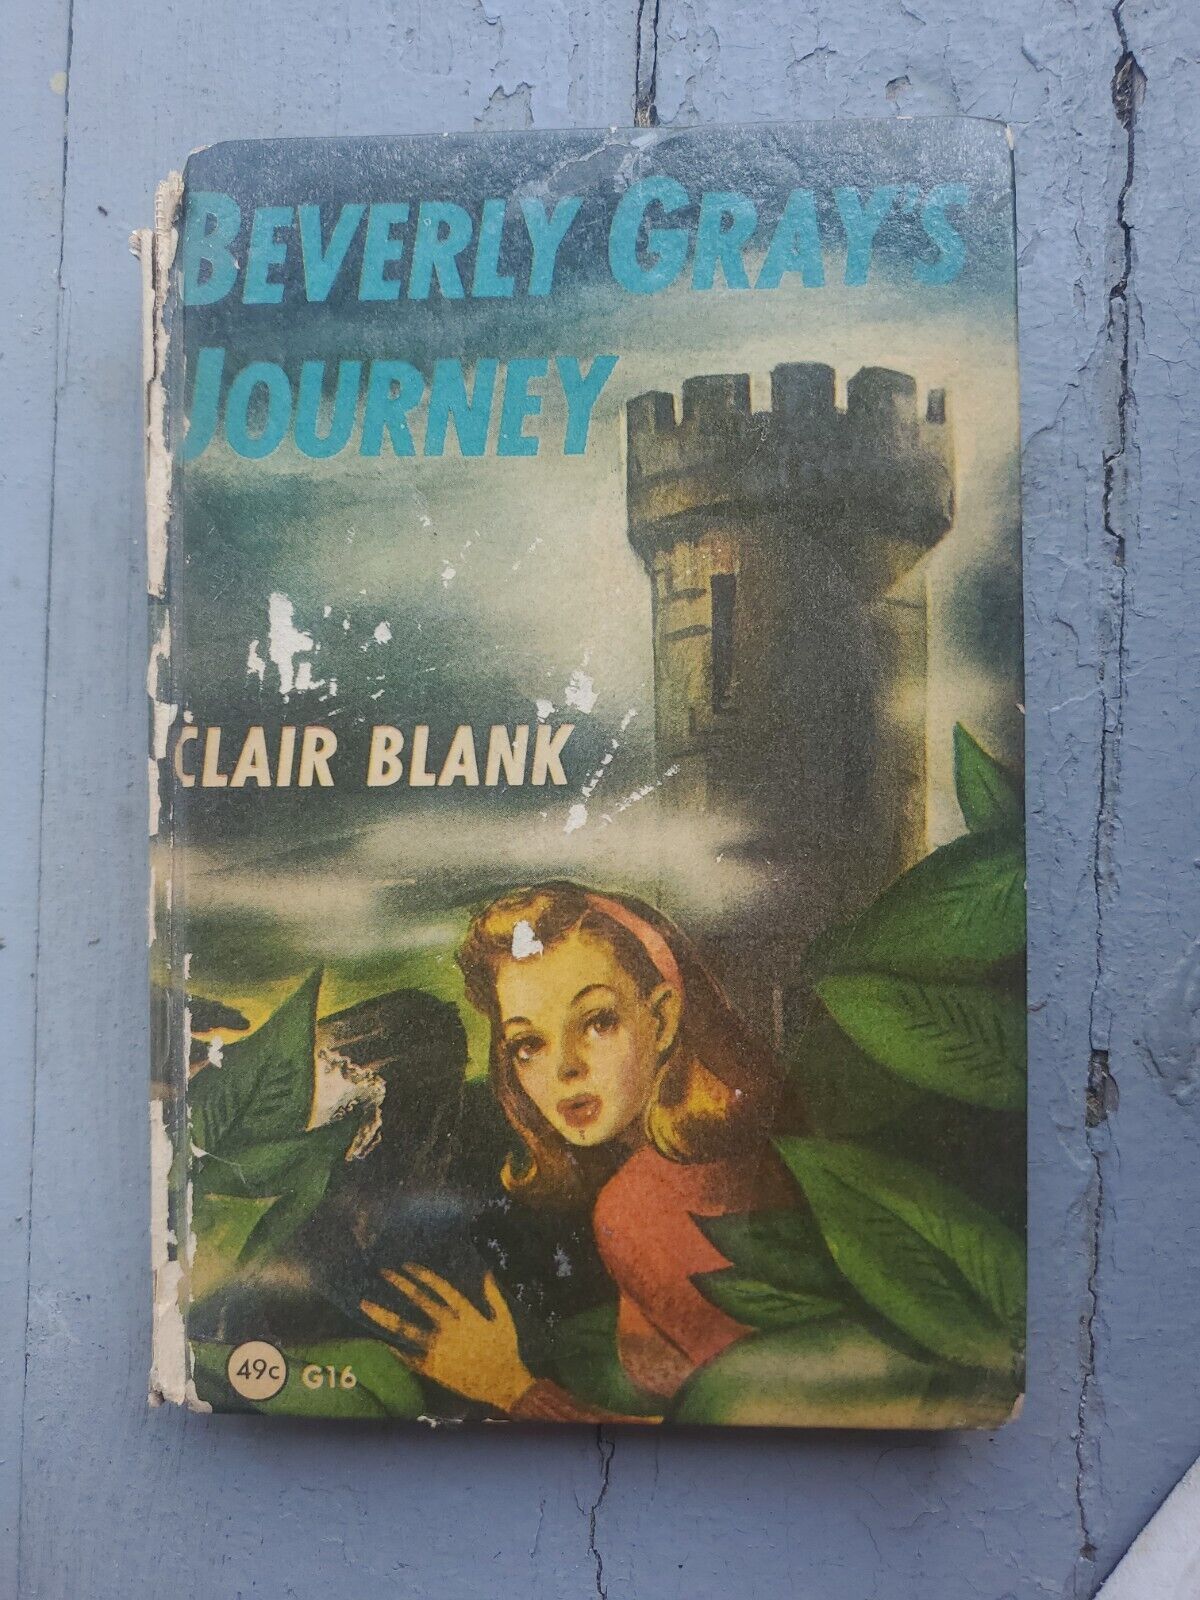 BEVERLY GRAY'S
JOURNEY
CLAIR BLANK
49c G16